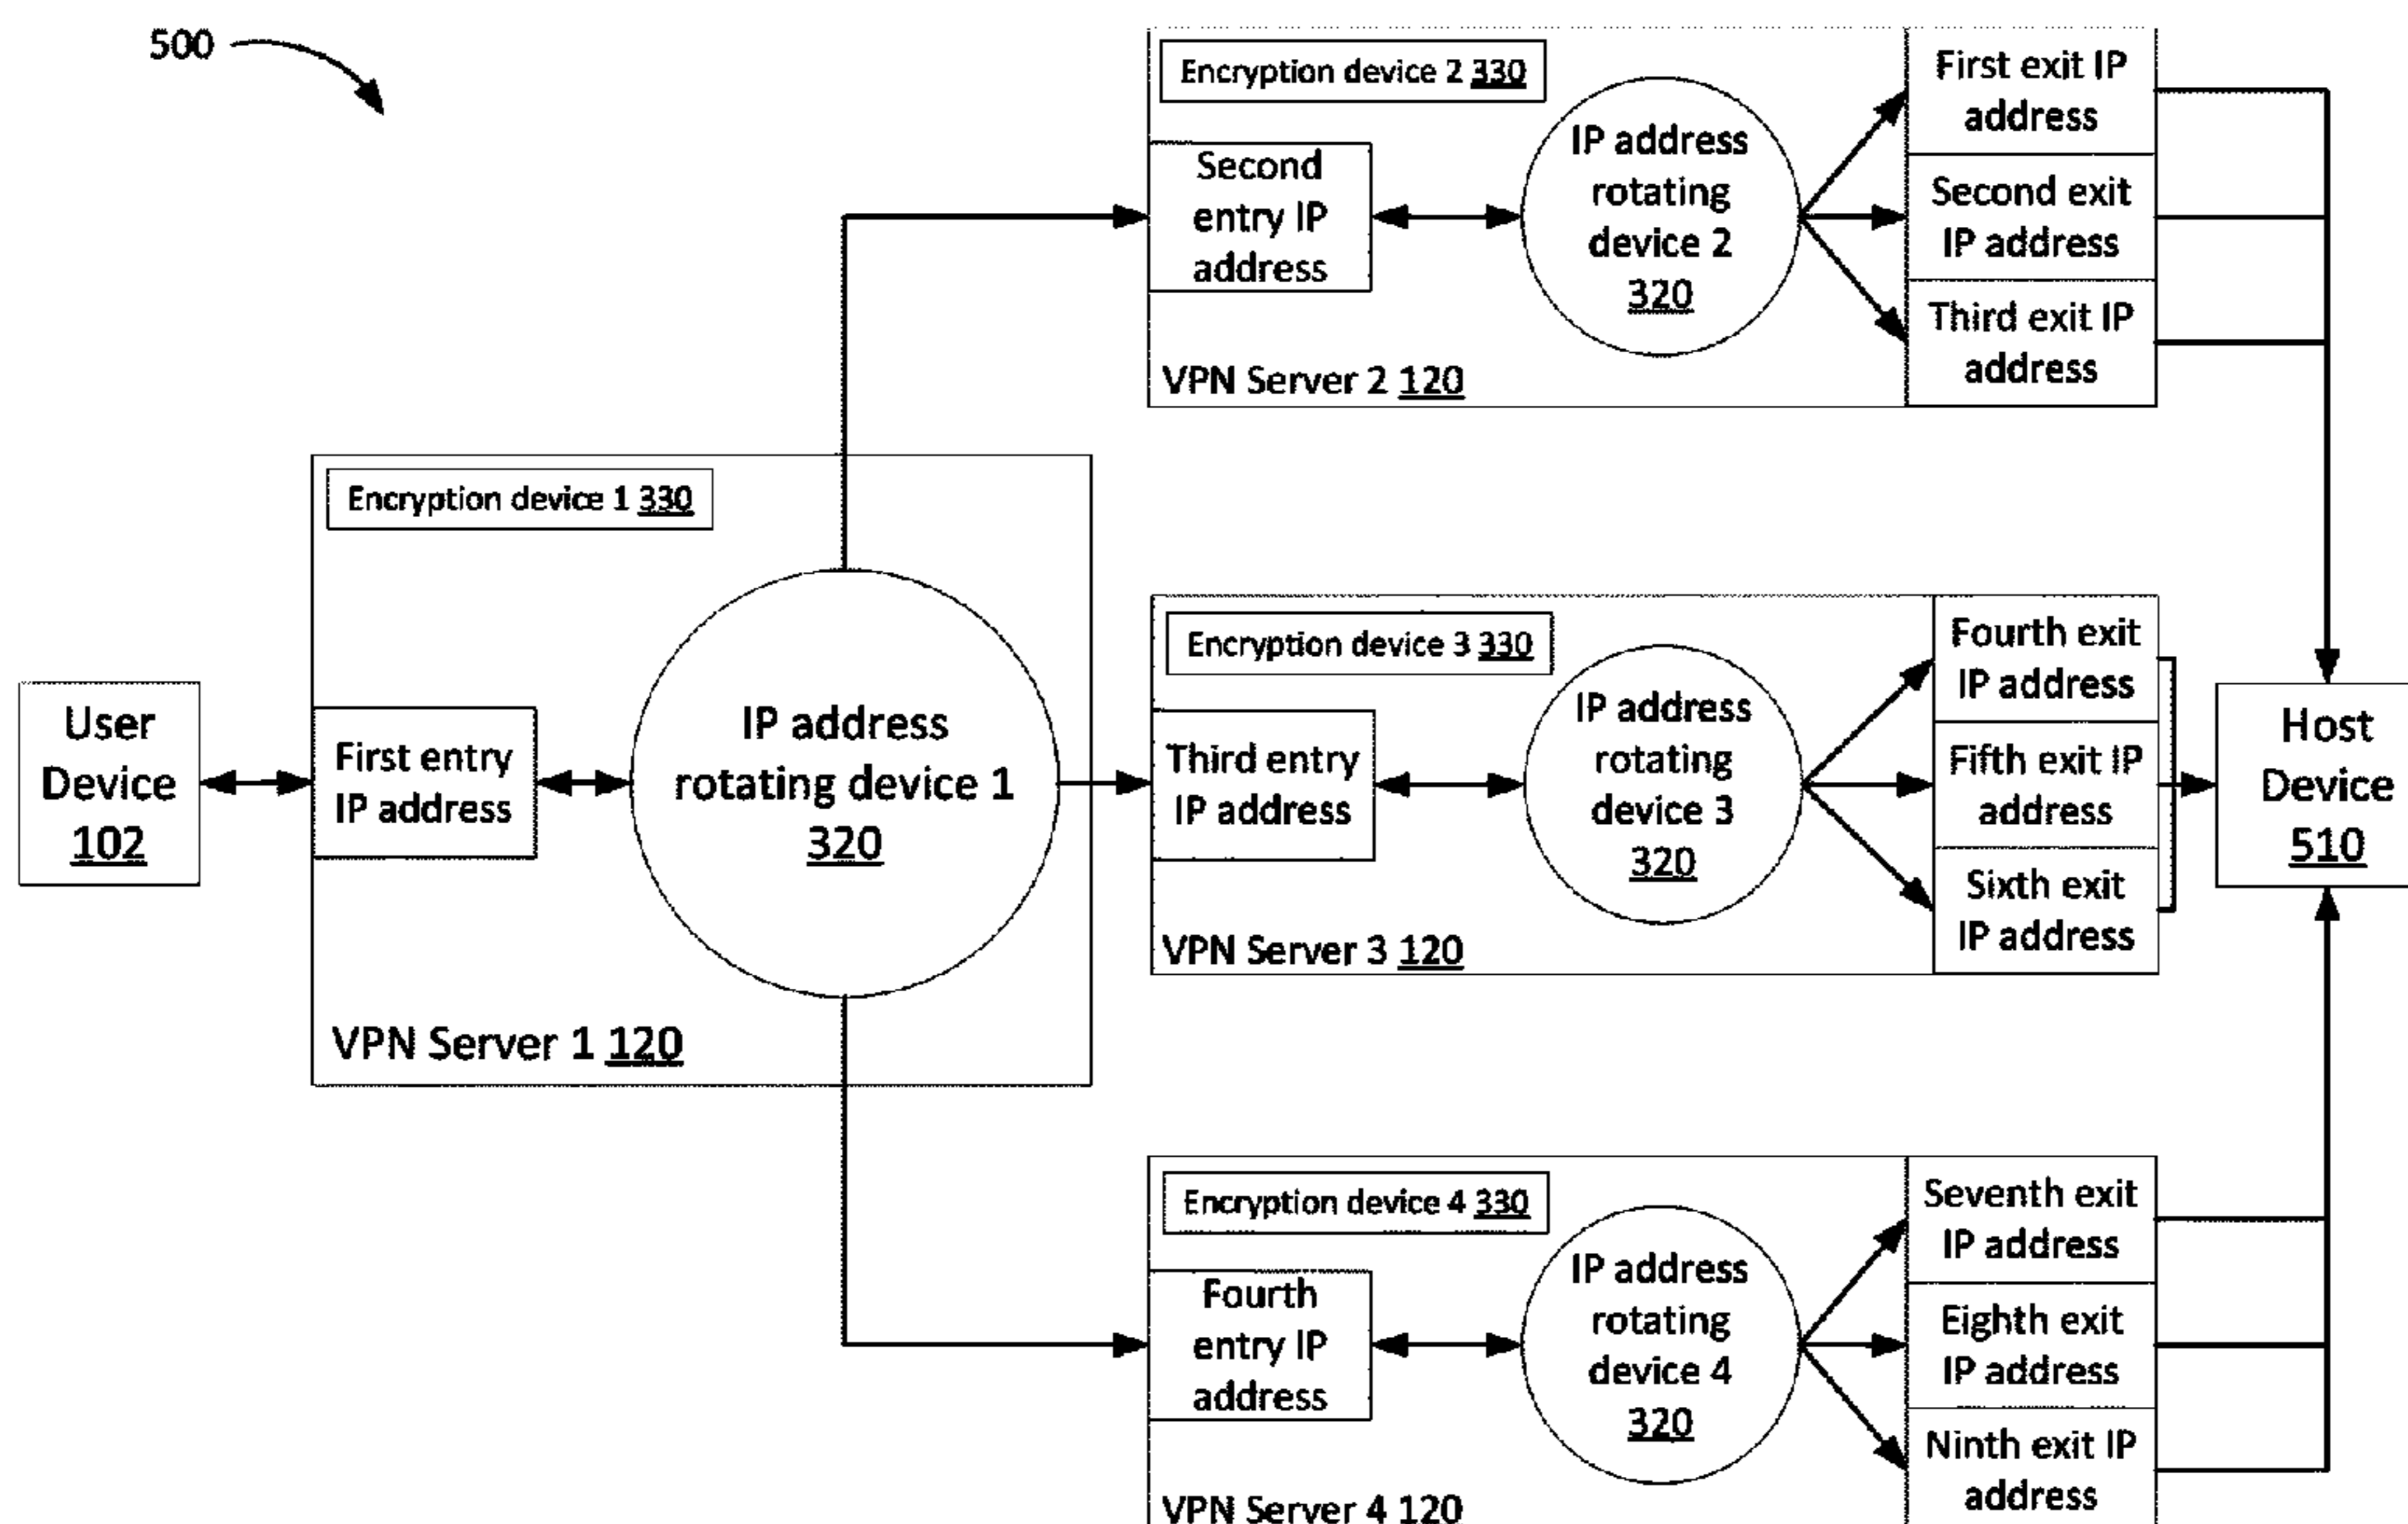 500
Encryption device 2 330
Second
entry IP
address
IP address
rotating
device 2
320
First exit IP
address
Second exit
IP address
Third exit IP
address
VPN Server 2 120
Encryption device 1 330
User
Device
102
First entry
IP address
IP address
rotating device 1
320
VPN Server 1 120
Encryption device 3 330
Third entry
IP address
IP address
rotating
device 3
320
Fourth exit
IP address
Fifth exit IP
address
Sixth exit
IP address
VPN Server 3 120
Host
Device
510
Encryption device 4 330
Fourth
entry IP
address
IP address
rotating
device 4
320
Seventh exit
IP address
Eighth exit
IP address
Ninth exit IP
address
VPN Server 4 120